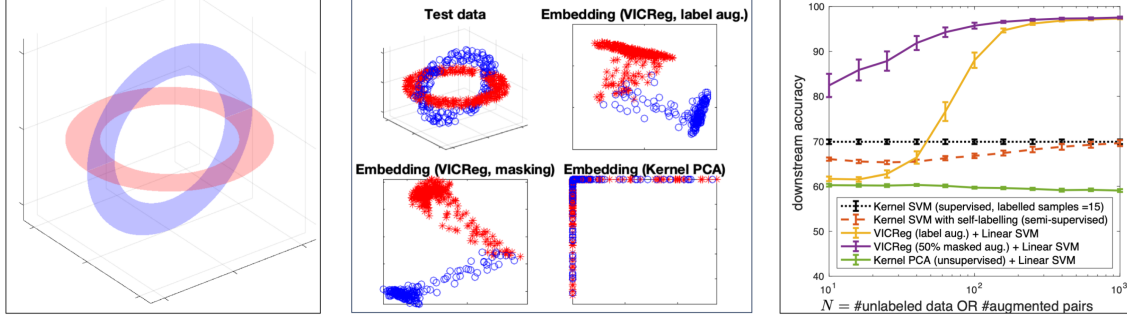 Test data
Embedding (VICReg, label aug.)
Embedding (VICReg, masking)
Embedding (Kernel PCA)
100
90
80
70
60
50
40
downstream accuracy
Kernel SVM (supervised, labelled samples =15)
Kernel SVM with self-labelling (semi-supervised)
VICReg (label aug.) + Linear SVM
VICReg (50% masked aug.) + Linear SVM
Kernel PCA (unsupervised) + Linear SVM
10^1 10^2 10^3
N = #unlabeled data OR #augmented pairs